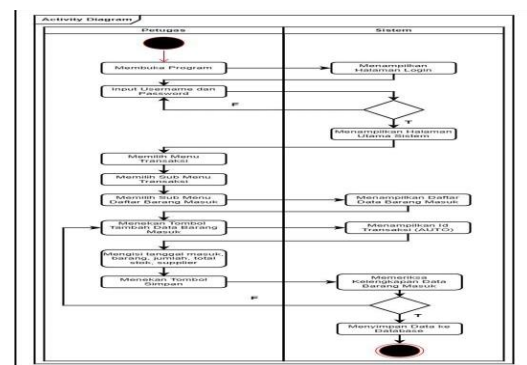 Activity Diagram
Petugas
Sistem
Membuka Program
Menampilkan
Halaman Login
Input Username dan
Password
F
T
Menampilkan Halaman
Utama Sistem
Memilih Menu
Transaksi
Memilih Sub Menu
Transaksi
Memilih Sub Menu
Daftar Barang Masuk
Menampilkan Daftar
Data Barang Masuk
Menekan Tombol
Tambah Data Barang
Masuk
Menampilkan Id
Transaksi (AUTO)
Mengisi tanggal masuk,
barang, jumlah, total
stok, supplier
Menekan Tombol
Simpan
Memeriksa
Kelengkapan Data
Barang Masuk
F
T
Menyimpan Data ke
Database